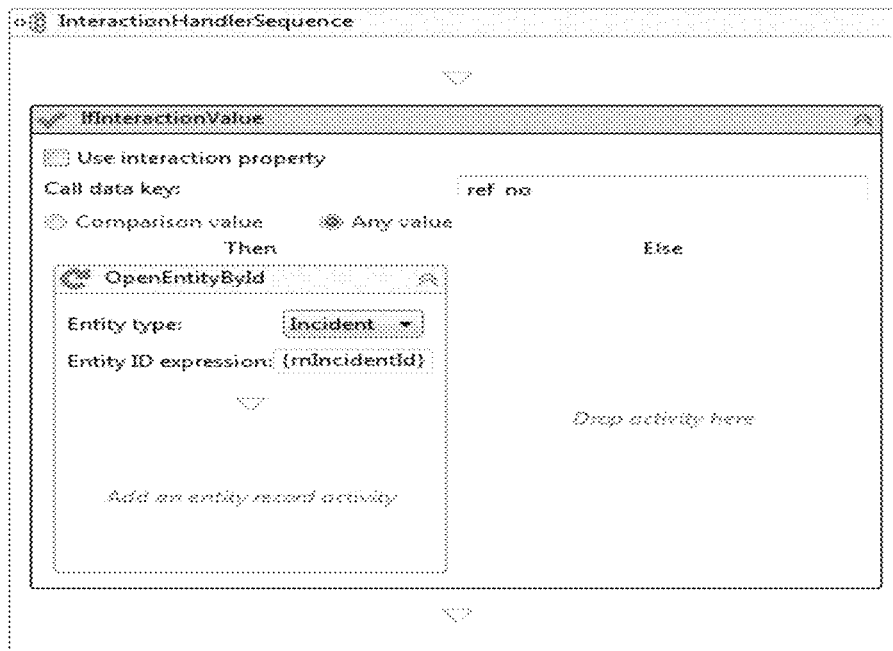 InteractionHandlerSequence
IfInteractionValue
Use interaction property
Call data key: ref_no
Comparison value Any value
Then Else
OpenEntityById
Entity type: Incident
Entity ID expression: {rnIncidentId}
Drop activity here
Add an entity record activity